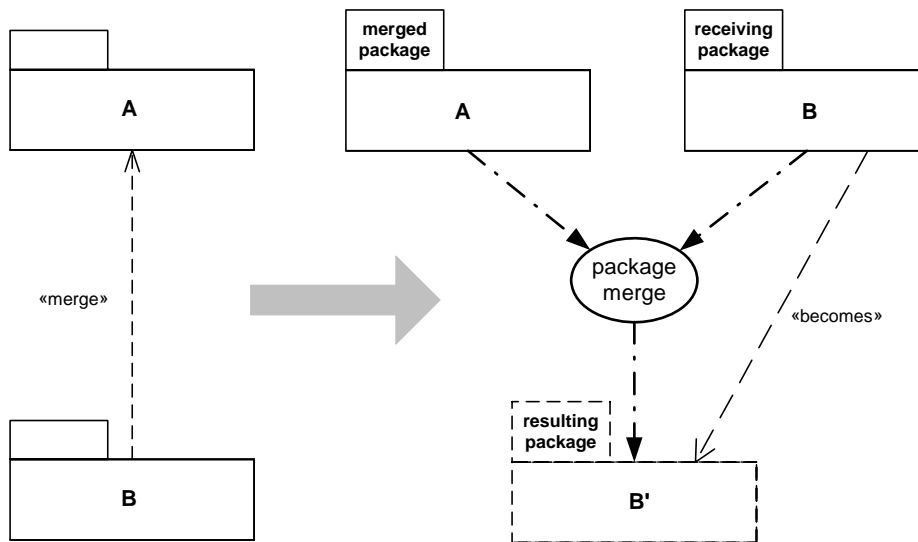 A
«merge»
B
merged
package
A
receiving
package
B
package
merge
«becomes»
resulting
package
B'